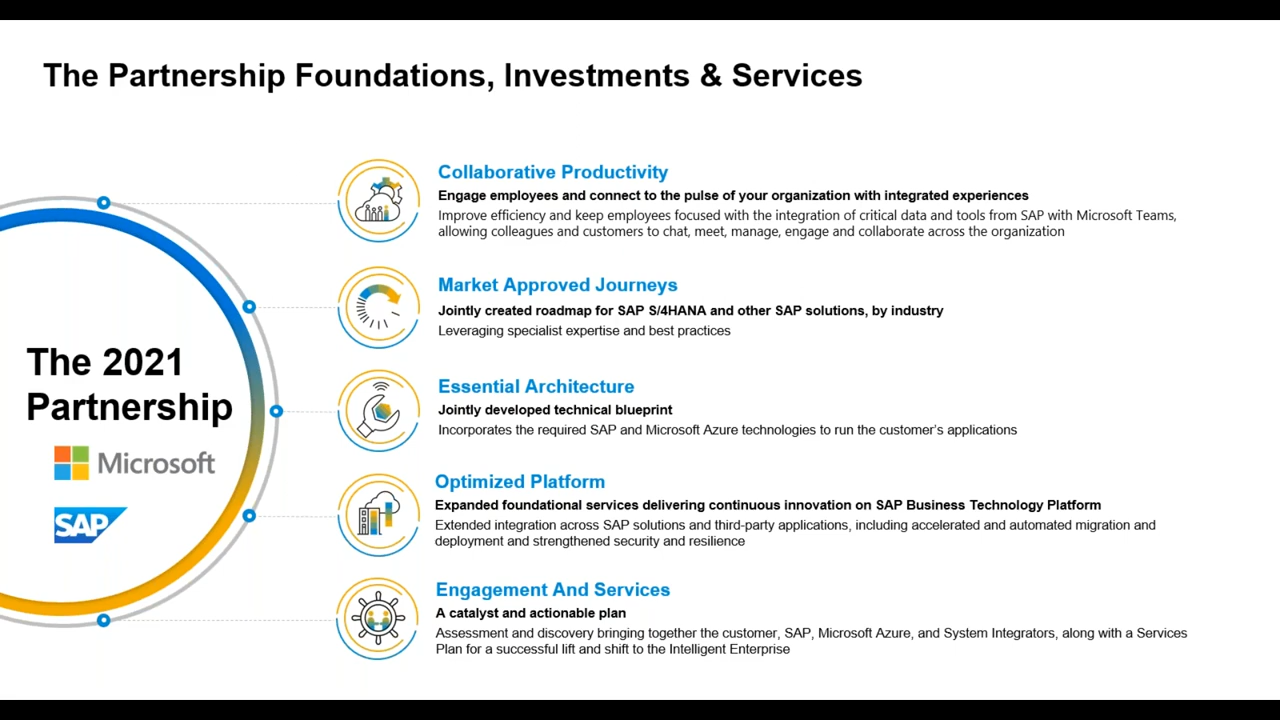 The Partnership Foundations, Investments & Services
The 2021
Partnership
Microsoft
SAP
Collaborative Productivity
Engage employees and connect to the pulse of your organization with integrated experiences
Improve efficiency and keep employees focused with the integration of critical data and tools from SAP with Microsoft Teams,
allowing colleagues and customers to chat, meet, manage, engage and collaborate across the organization
Market Approved Journeys
Jointly created roadmap for SAP S/4HANA and other SAP solutions, by industry
Leveraging specialist expertise and best practices
Essential Architecture
Jointly developed technical blueprint
Incorporates the required SAP and Microsoft Azure technologies to run the customer's applications
Optimized Platform
Expanded foundational services delivering continuous innovation on SAP Business Technology Platform
Extended integration across SAP solutions and third-party applications, including accelerated and automated migration and
deployment and strengthened security and resilience
Engagement And Services
A catalyst and actionable plan
Assessment and discovery bringing together the customer, SAP, Microsoft Azure, and System Integrators, along with a Services
Plan for a successful lift and shift to the Intelligent Enterprise